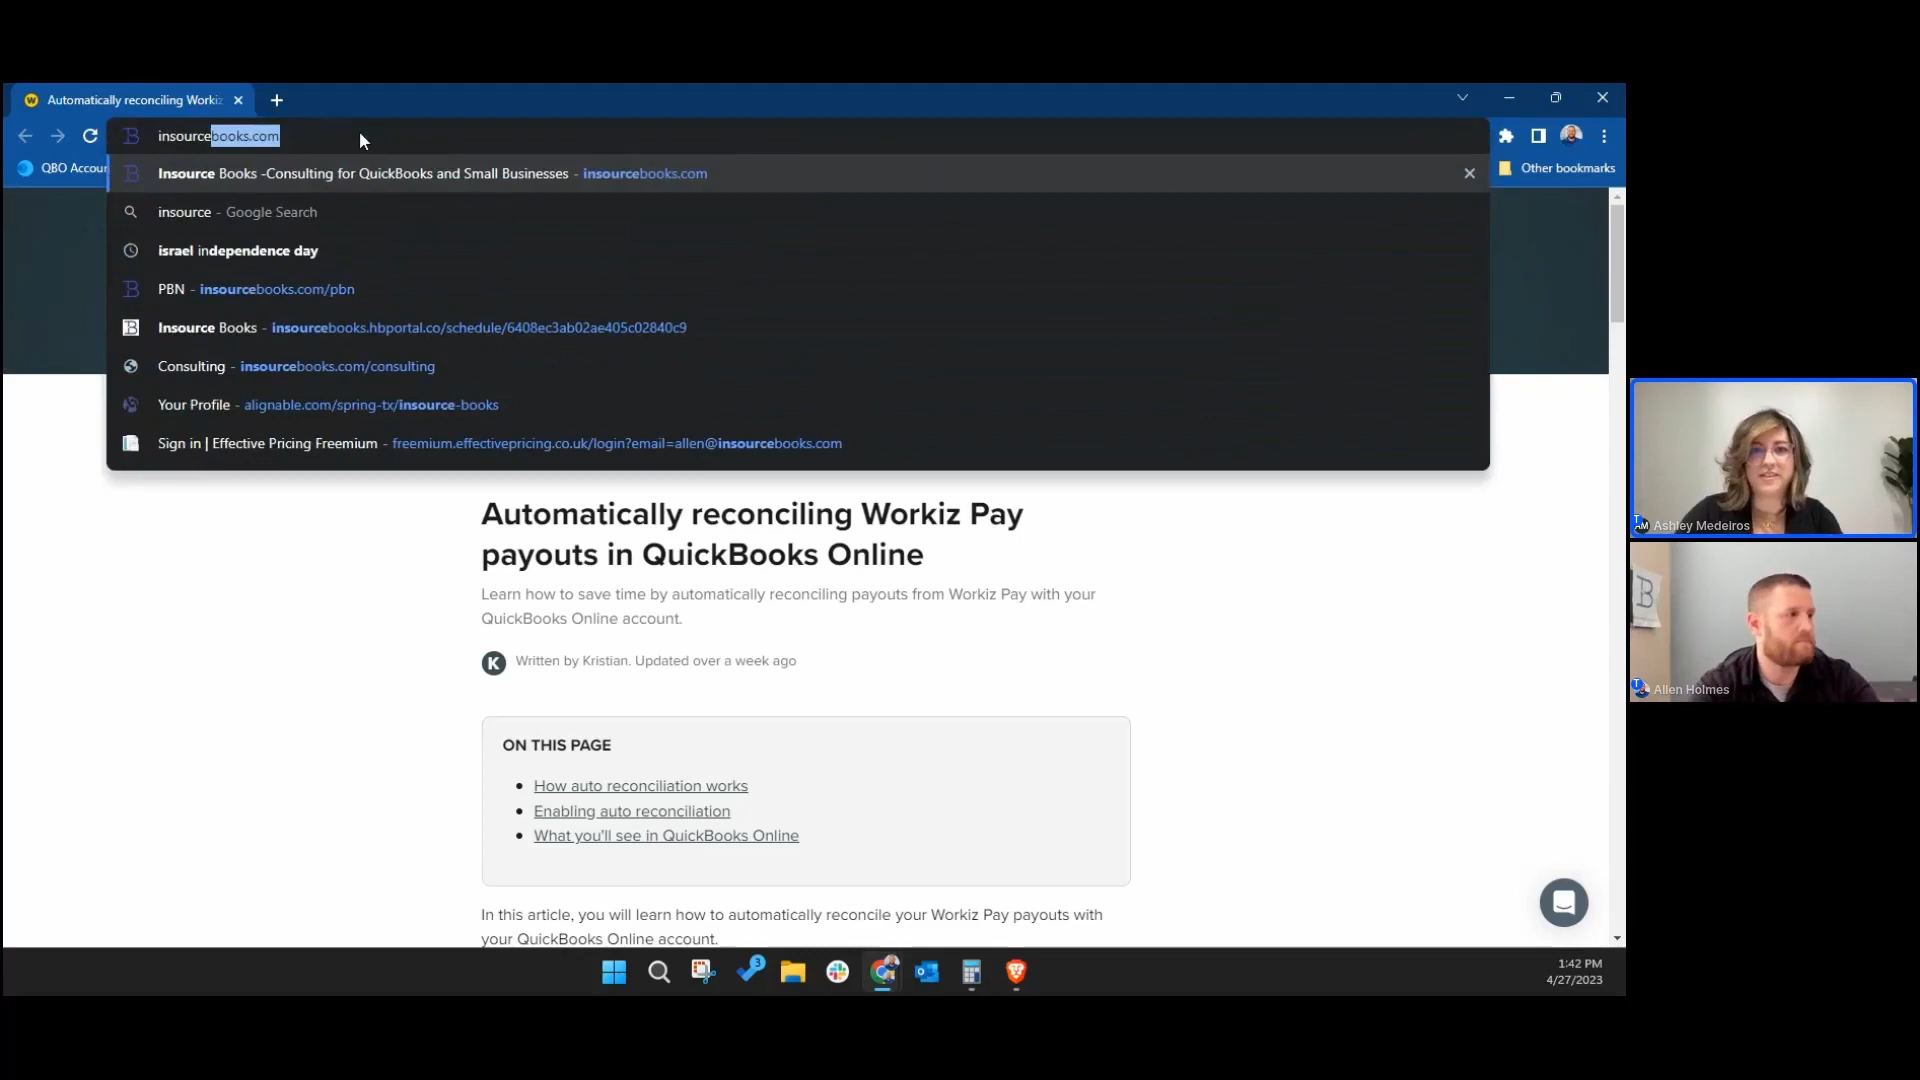 Automatically reconciling Workiz
insourcebooks.com
QBO Accoun
Other bookmarks
Insource Books -Consulting for QuickBooks and Small Businesses - insourcebooks.com
insource - Google Search
israel independence day
PBN - insourcebooks.com/pbn
Insource Books - insourcebooks.hbportal.co/schedule/6408ec3ab02ae405c02840c9
Consulting - insourcebooks.com/consulting
Your Profile - alignable.com/spring-tx/insource-books
Sign in | Effective Pricing Freemium - freemium.effectivepricing.co.uk/login?email=allen@insourcebooks.com
Automatically reconciling Workiz Pay
payouts in QuickBooks Online
Learn how to save time by automatically reconciling payouts from Workiz Pay with your
QuickBooks Online account.
K
Written by Kristian. Updated over a week ago
ON THIS PAGE
How auto reconciliation works
Enabling auto reconciliation
What you'll see in QuickBooks Online
In this article, you will learn how to automatically reconcile your Workiz Pay payouts with
your QuickBooks Online account.
Ashley Medeiros
Allen Holmes
3
1:42 PM
4/27/2023